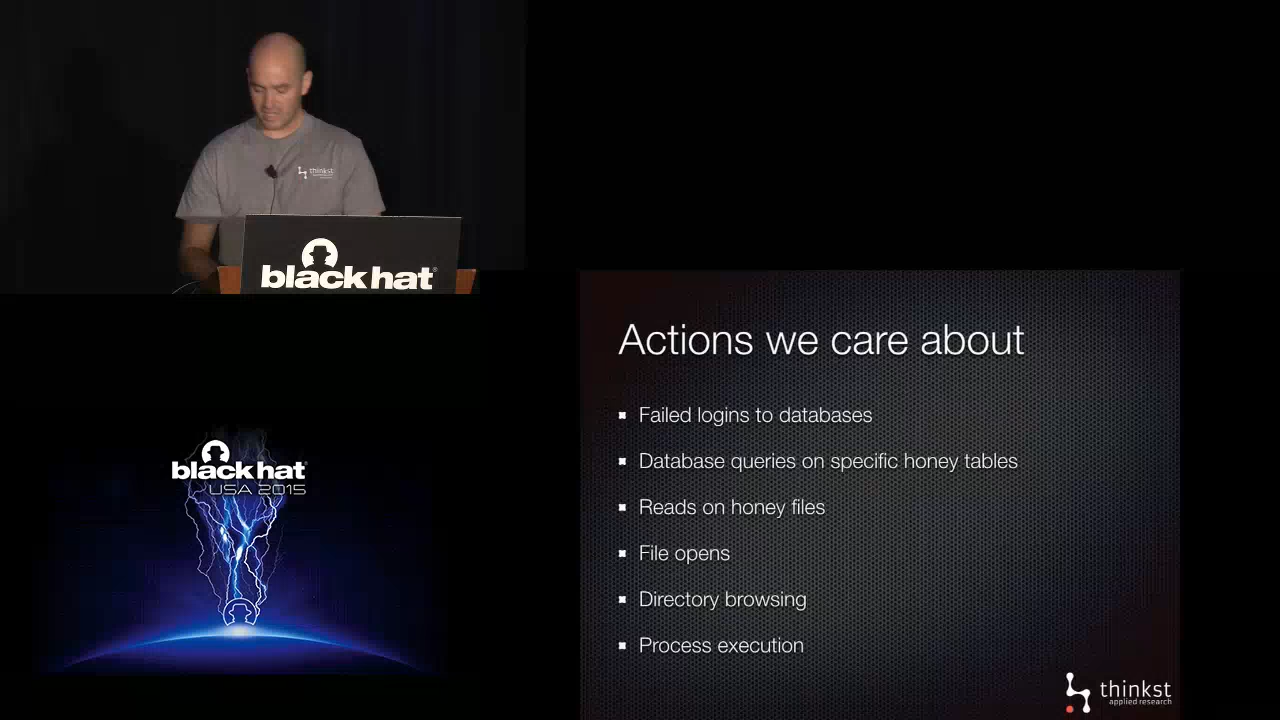 thinkst
black hat
Actions we care about
Failed logins to databases
Database queries on specific honey tables
Reads on honey files
File opens
Directory browsing
Process execution
black hat
USA 2015
thinkst
applied research